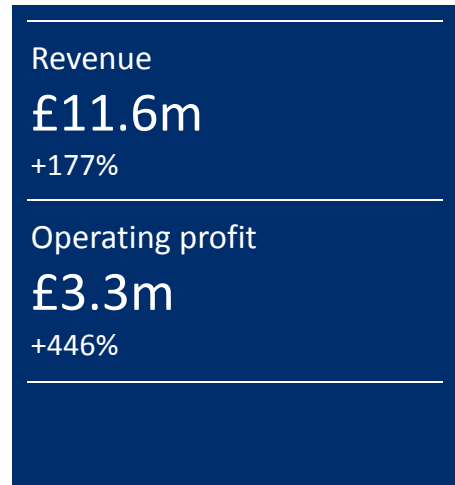 Revenue
£11.6m
+177%
Operating profit
£3.3m
+446%